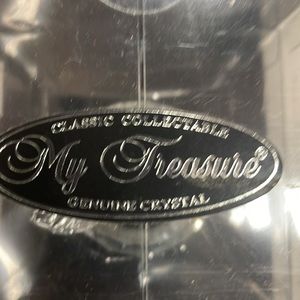 CLASSIC COLLECTABLE
My Treasure®
GENUINE CRYSTAL